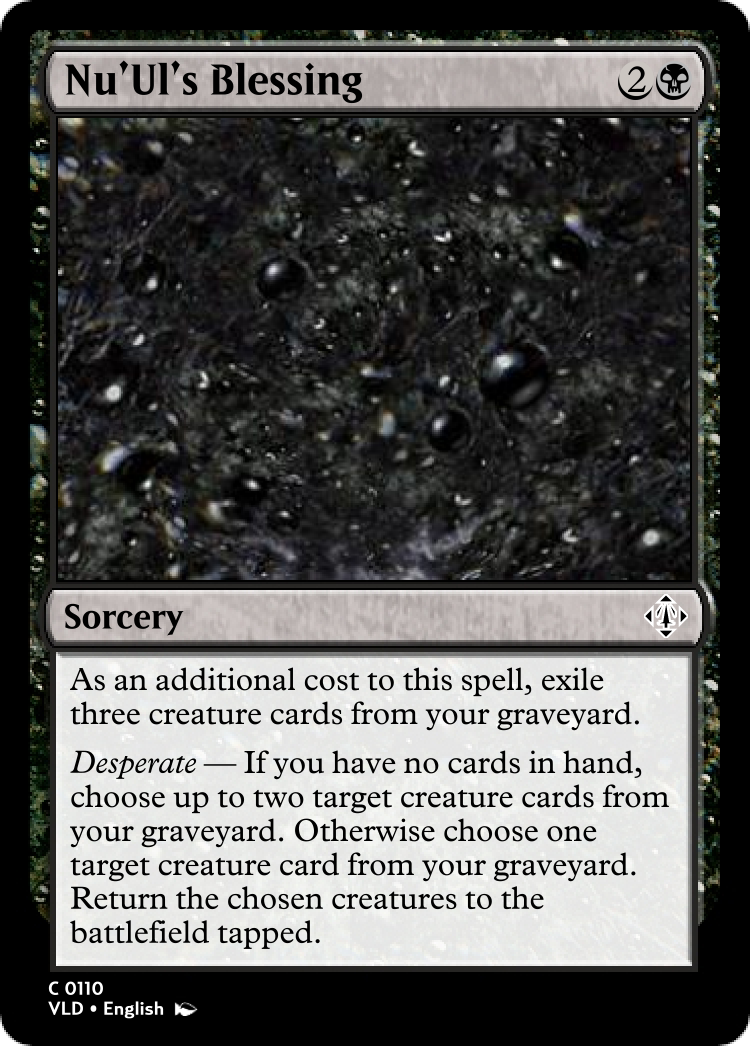 Nu'Ul's Blessing
2
Sorcery
As an additional cost to this spell, exile
three creature cards from your graveyard.
Desperate — If you have no cards in hand,
choose up to two target creature cards from
your graveyard. Otherwise choose one
target creature card from your graveyard.
Return the chosen creatures to the
battlefield tapped.
C 0110
VLD • English